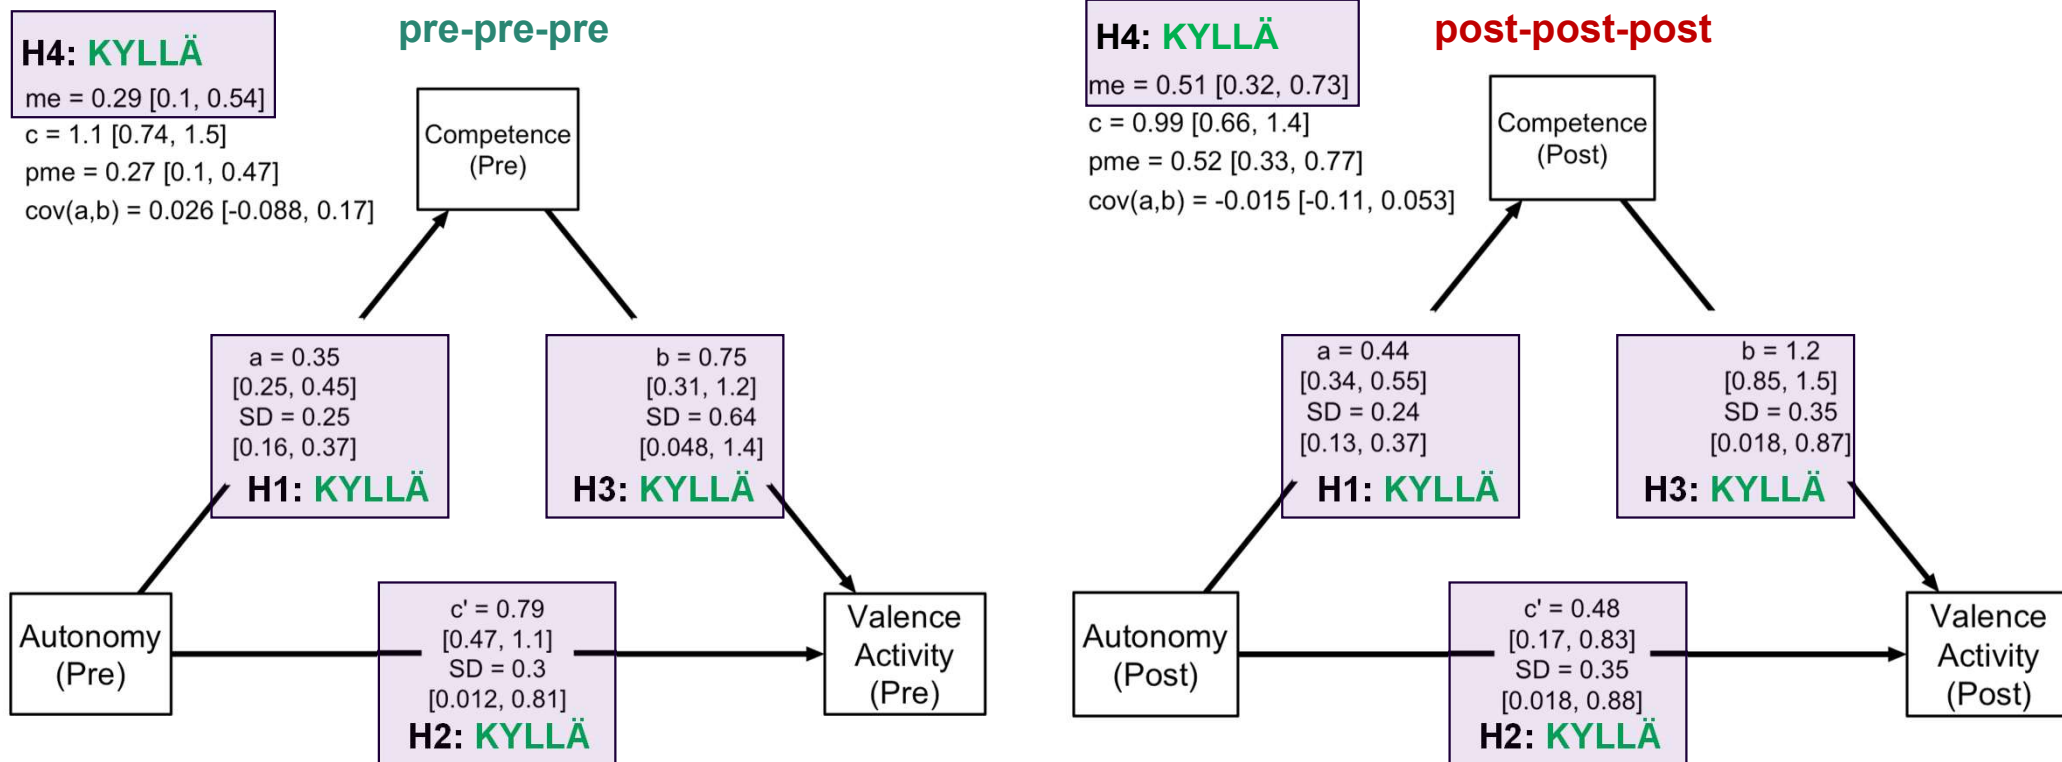 pre-pre-pre
H4: KYLLÄ
me = 0.29 [0.1, 0.54]
c = 1.1 [0.74, 1.5]
pme = 0.27 [0.1, 0.47]
cov(a,b) = 0.026 [-0.088, 0.17]
Competence
(Pre)
a = 0.35
[0.25, 0.45]
SD = 0.25
[0.16, 0.37]
H1: KYLLÄ
b = 0.75
[0.31, 1.2]
SD = 0.64
[0.048, 1.4]
H3: KYLLÄ
Autonomy
(Pre)
c' = 0.79
[0.47, 1.1]
SD = 0.3
[0.012, 0.81]
H2: KYLLÄ
Valence
Activity
(Pre)
post-post-post
H4: KYLLÄ
me = 0.51 [0.32, 0.73]
c = 0.99 [0.66, 1.4]
pme = 0.52 [0.33, 0.77]
cov(a,b) = -0.015 [-0.11, 0.053]
Competence
(Post)
a = 0.44
[0.34, 0.55]
SD = 0.24
[0.13, 0.37]
H1: KYLLÄ
b = 1.2
[0.85, 1.5]
SD = 0.35
[0.018, 0.87]
H3: KYLLÄ
Autonomy
(Post)
c' = 0.48
[0.17, 0.83]
SD = 0.35
[0.018, 0.88]
H2: KYLLÄ
Valence
Activity
(Post)